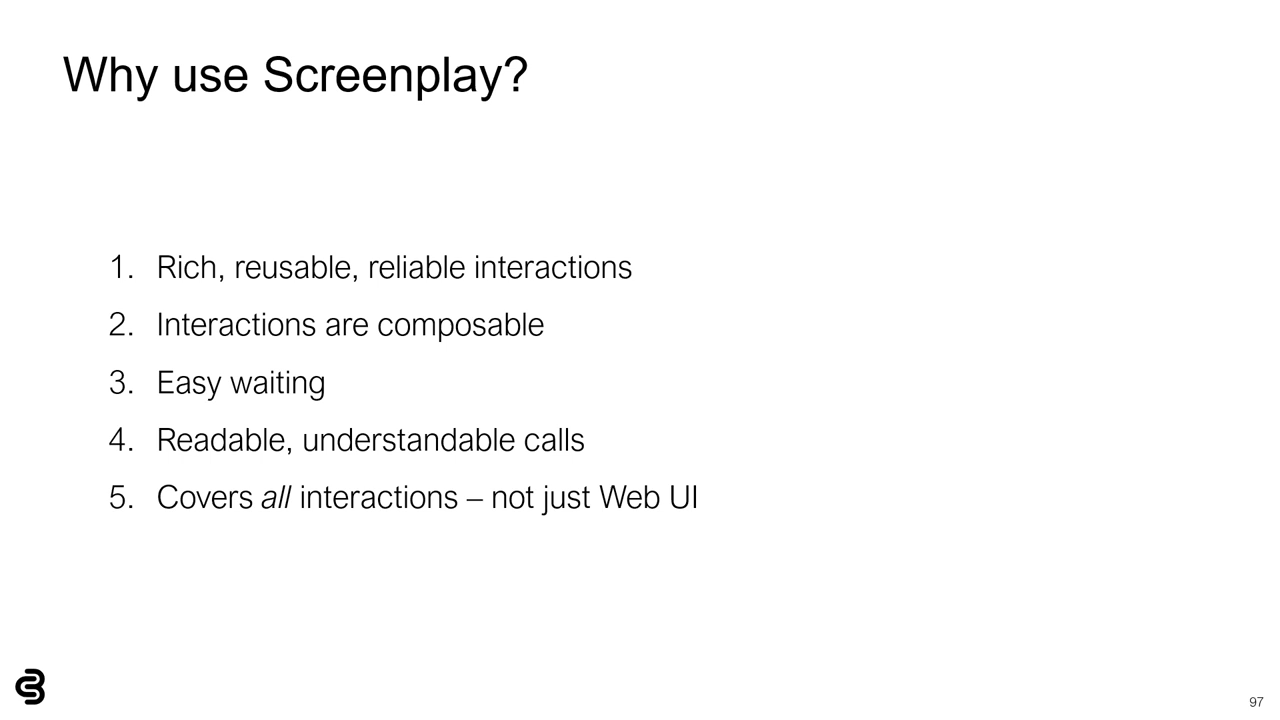 Why use Screenplay?
1. Rich, reusable, reliable interactions
2. Interactions are composable
3. Easy waiting
4. Readable, understandable calls
5. Covers all interactions – not just Web UI
97